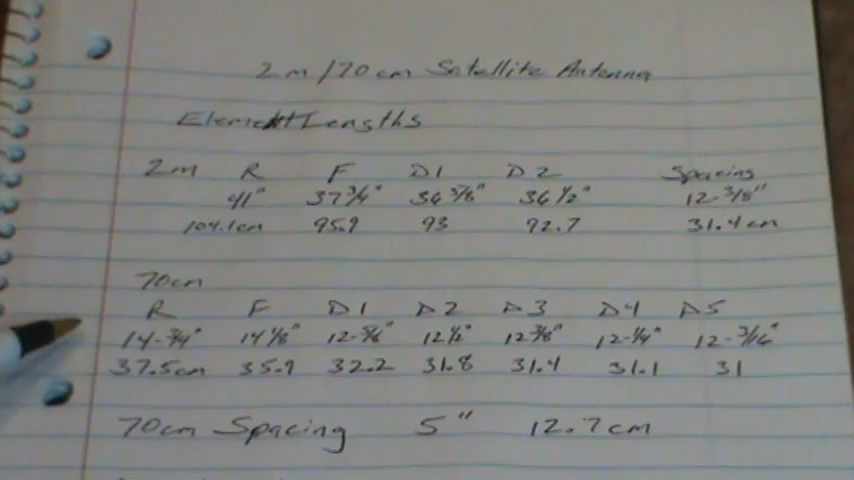 2m/70cm Satellite Antenna
Element Lengths
2m R F D1 D2 Spacing
41" 37 3/4" 36 5/8" 36 1/2" 12-3/8"
104.1cm 95.9 93 92.7 31.4cm
70cm
R F D1 D2 D3 D4 D5
14-3/4" 14 1/8" 12-5/8" 12 1/2" 12 3/8" 12-1/4" 12-3/16"
37.5cm 35.9 32.2 31.8 31.4 31.1 31
70cm Spacing 5" 12.7cm